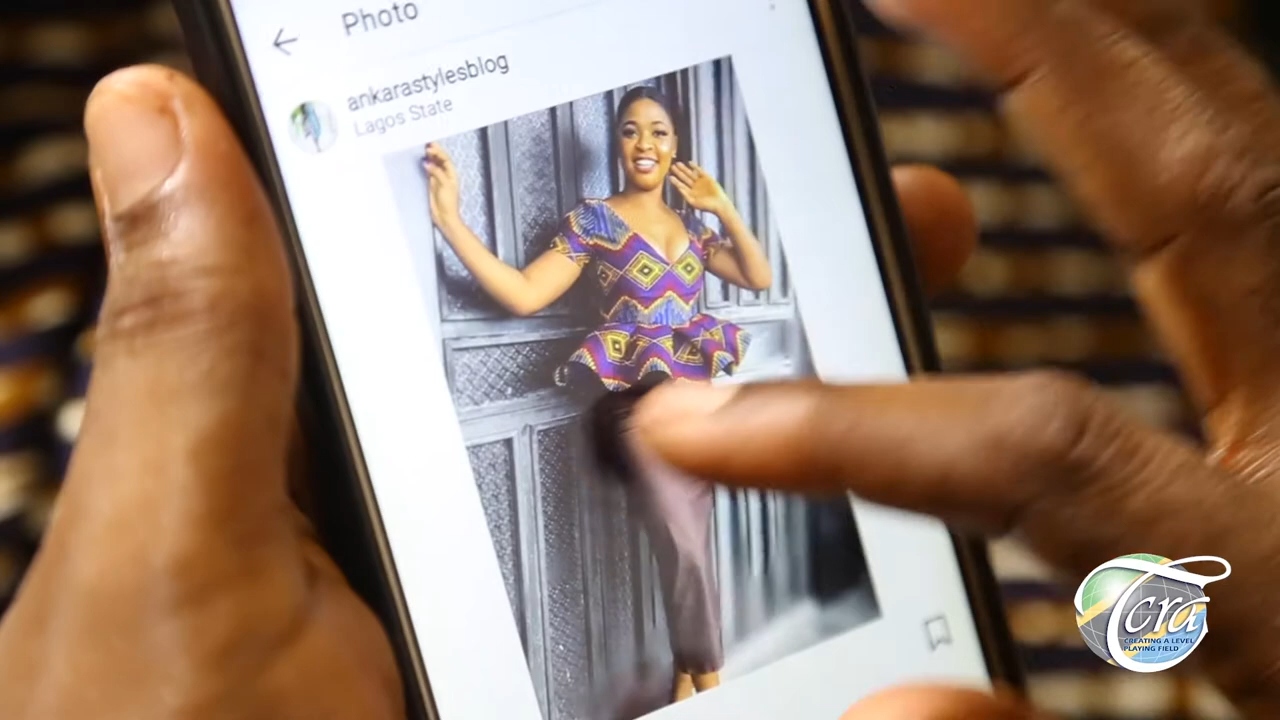 Photo
ankarastylesblog
Lagos State
Tcra
CREATING A LEVEL
PLAYING FIELD